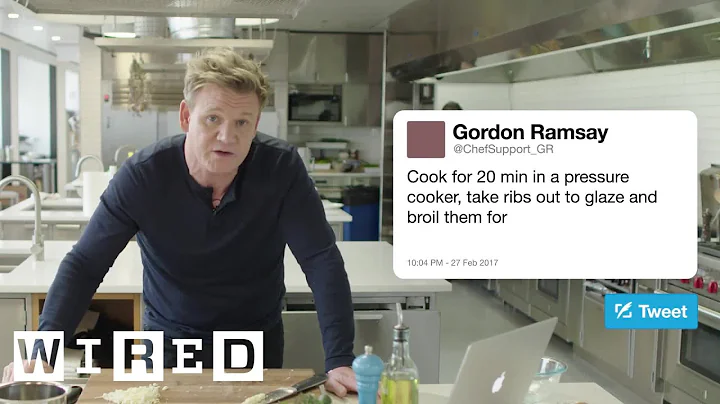 Gordon Ramsay
@ChefSupport_GR
Cook for 20 min in a pressure
cooker, take ribs out to glaze and
broil them for
10:04 PM - 27 Feb 2017
Tweet
WIRED